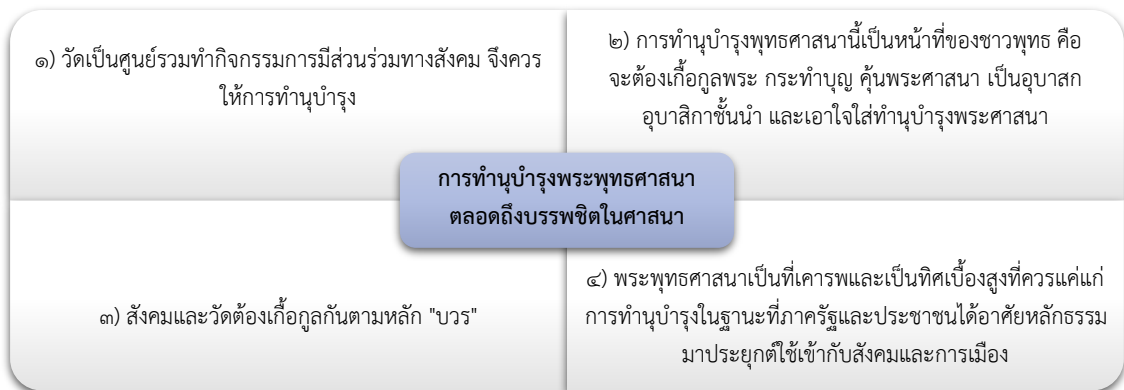 ๑) วัดเป็นศูนย์รวมทำกิจกรรมการมีส่วนร่วมทางสังคม จึงควร
ให้การทำนุบำรุง
๒) การทำนุบำรุงพุทธศาสนานี้เป็นหน้าที่ของชาวพุทธ คือ
จะต้องเกื้อกูลพระ กระทำบุญ คุ้นพระศาสนา เป็นอุบาสก
อุบาสิกาชั้นนำ และเอาใจใส่ทำนุบำรุงพระศาสนา
การทำนุบำรุงพระพุทธศาสนา
ตลอดถึงบรรพชิตในศาสนา
๓) สังคมและวัดต้องเกื้อกูลกันตามหลัก "บวร"
๔) พระพุทธศาสนาเป็นที่เคารพและเป็นทิศเบื้องสูงที่ควรแค่แก่
การทำนุบำรุงในฐานะที่ภาครัฐและประชาชนได้อาศัยหลักธรรม
มาประยุกต์ใช้เข้ากับสังคมและการเมือง